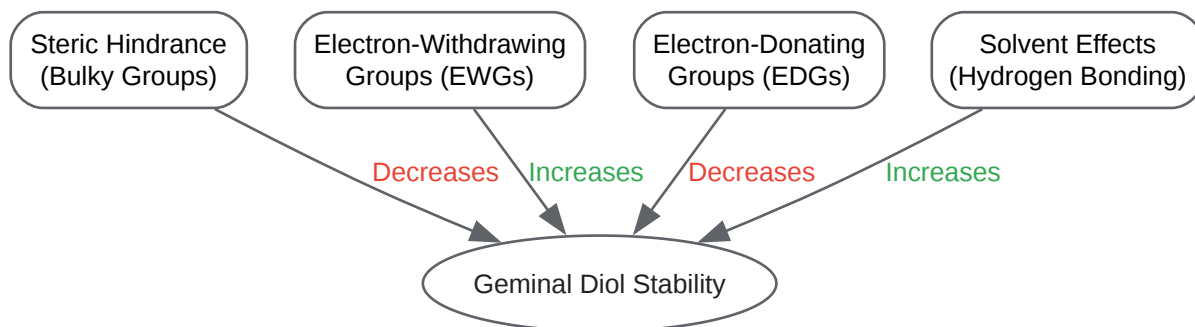 Steric Hindrance
(Bulky Groups)
Electron-Withdrawing
Groups (EWGs)
Electron-Donating
Groups (EDGs)
Solvent Effects
(Hydrogen Bonding)
Decreases
Increases
Decreases
Increases
Geminal Diol Stability